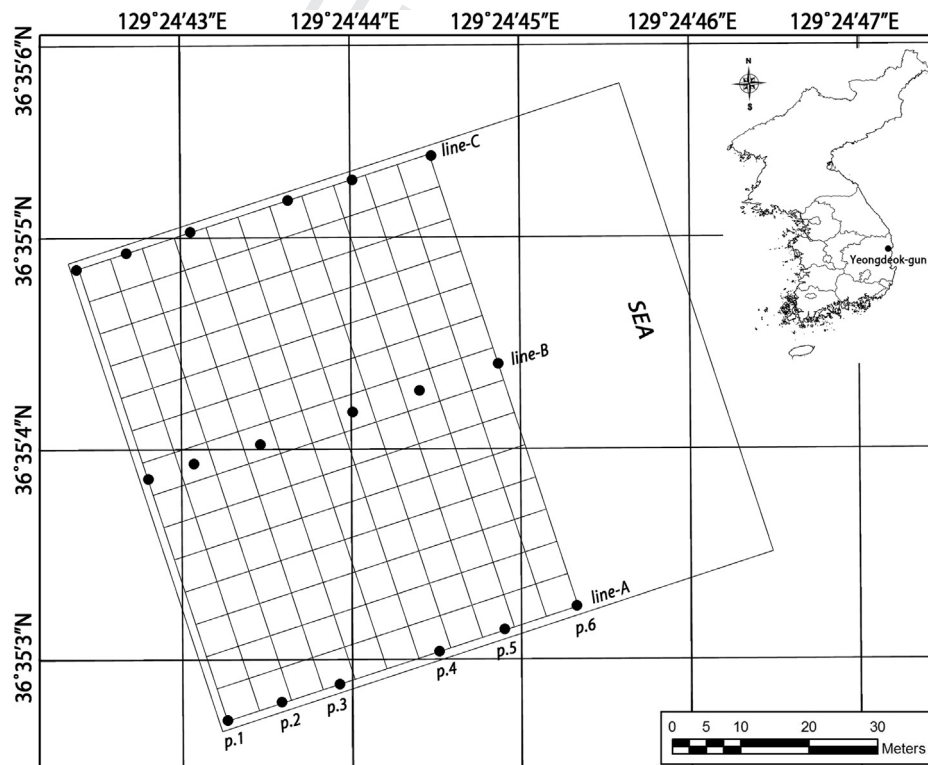 129°24′43″E 129°24′44″E 129°24′45″E 129°24′46″E 129°24′47″E
36°35′6″N
36°35′5″N
36°35′4″N
36°35′3″N
N
S
line-C
line-B
line-A
SEA
Yeongdeok-gun
p.1
p.2
p.3
p.4
p.5
p.6
0 5 10 20 30
Meters